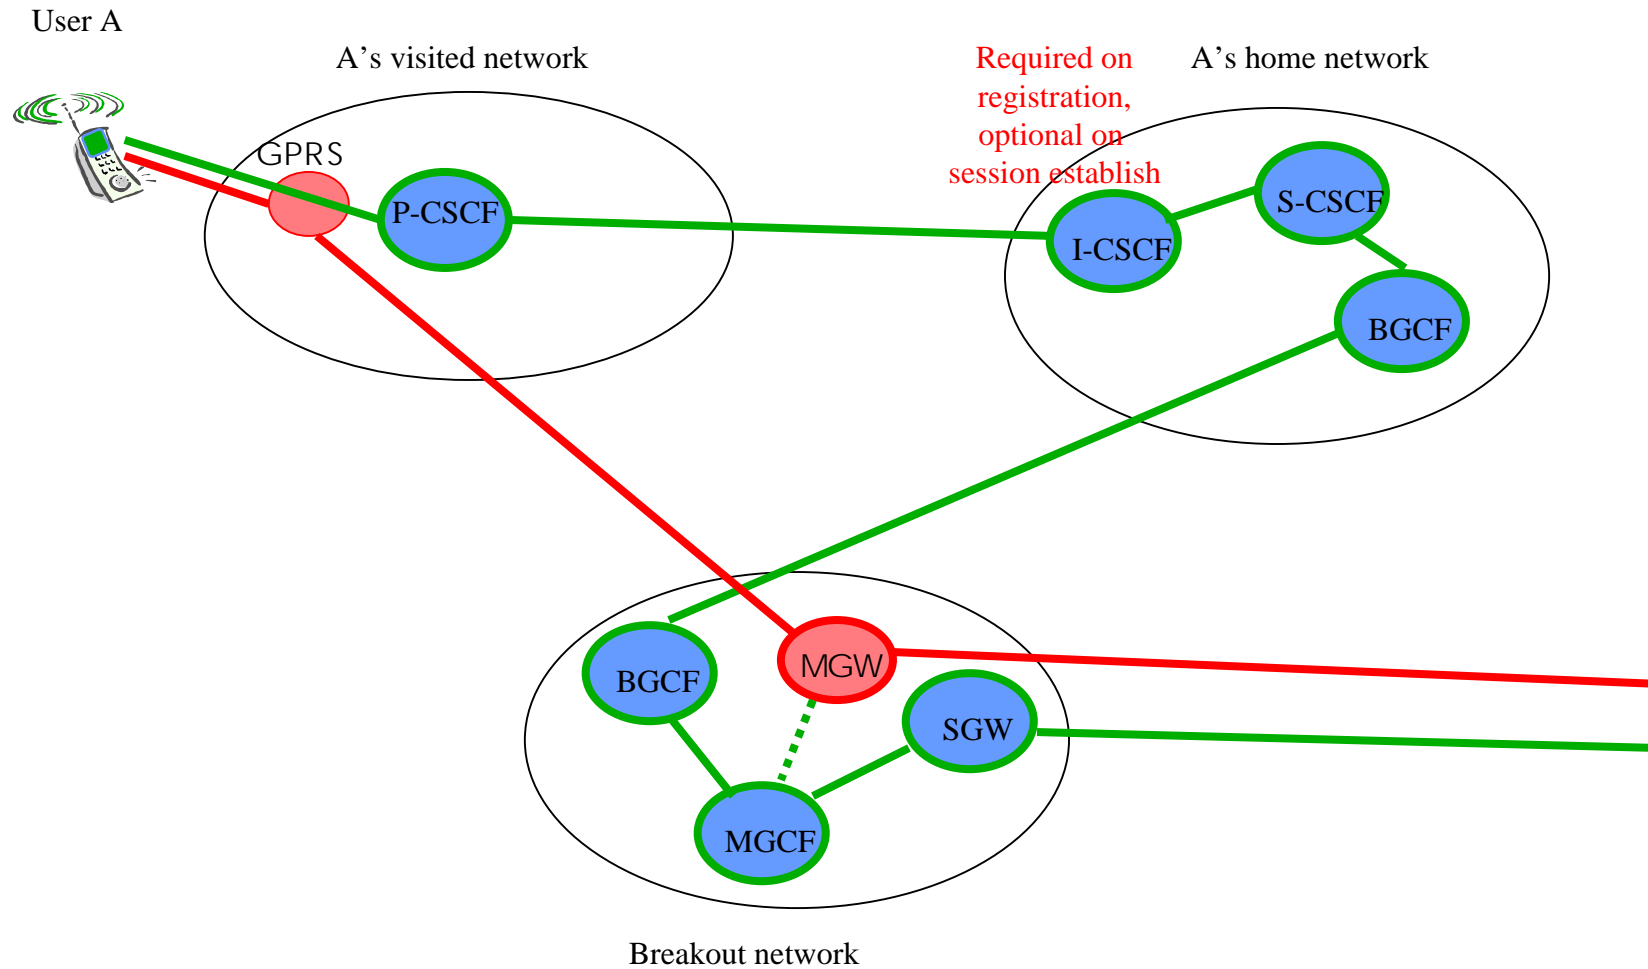 User A
A’s visited network
Required on
registration,
optional on
session establish
A’s home network
GPRS
P-CSCF
I-CSCF
S-CSCF
BGCF
BGCF
MGW
SGW
MGCF
Breakout network